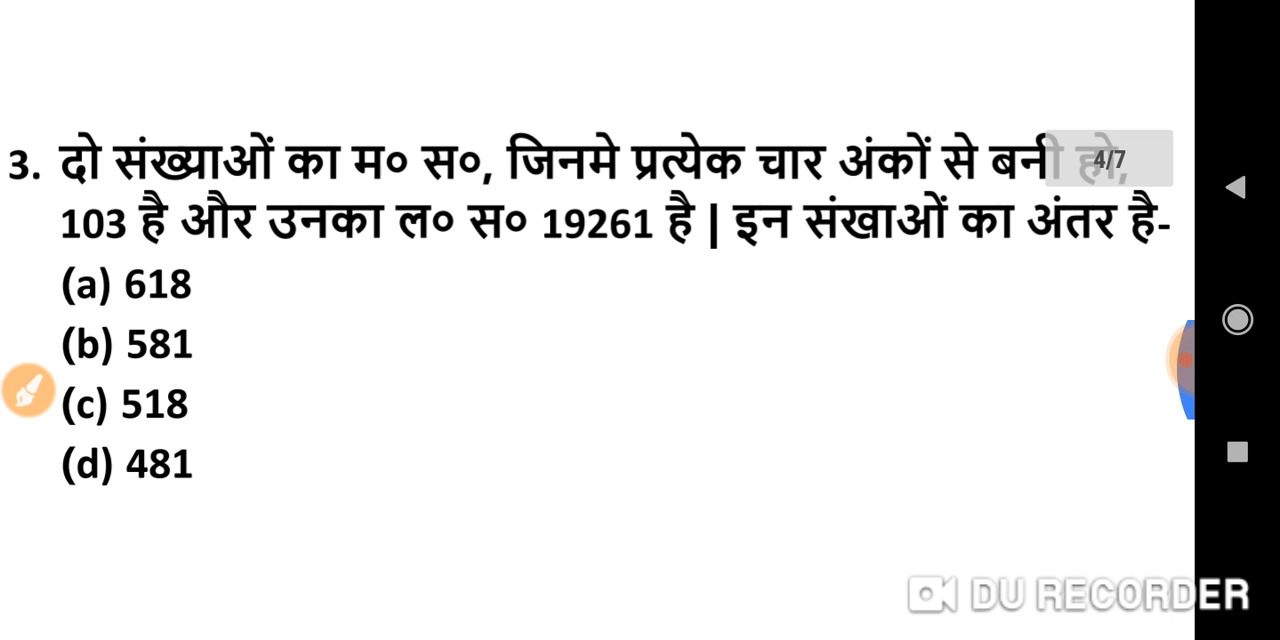 3. दो संख्याओं का म० स०, जिनमे प्रत्येक चार अंकों से बनी हो, 4/7
103 है और उनका ल० स० 19261 है | इन संखाओं का अंतर है-
(a) 618
(b) 581
(c) 518
(d) 481
DU RECORDER